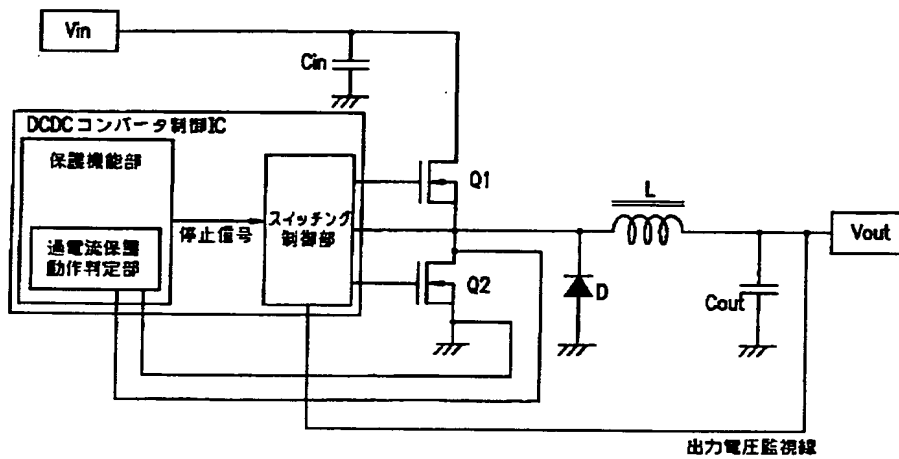 Vin
Cin
DCDCコンバータ制御IC
保護機能部
過電流保護
動作判定部
停止信号
スイッチング
制御部
Q1
Q2
L
D
Cout
Vout
出力電圧監視線